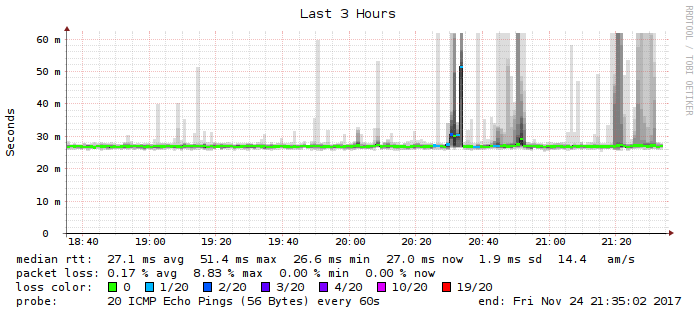 Last 3 Hours
RRDTOOL / TOBI OETIKER
Seconds
60 m
50 m
40 m
30 m
20 m
10 m
0
18:40 19:00 19:20 19:40 20:00 20:20 20:40 21:00 21:20
median rtt: 27.1 ms avg 51.4 ms max 26.6 ms min 27.0 ms now 1.9 ms sd 14.4 am/s
packet loss: 0.17 % avg 8.83 % max 0.00 % min 0.00 % now
loss color: 0 1/20 2/20 3/20 4/20 10/20 19/20
probe: 20 ICMP Echo Pings (56 Bytes) every 60s end: Fri Nov 24 21:35:02 2017